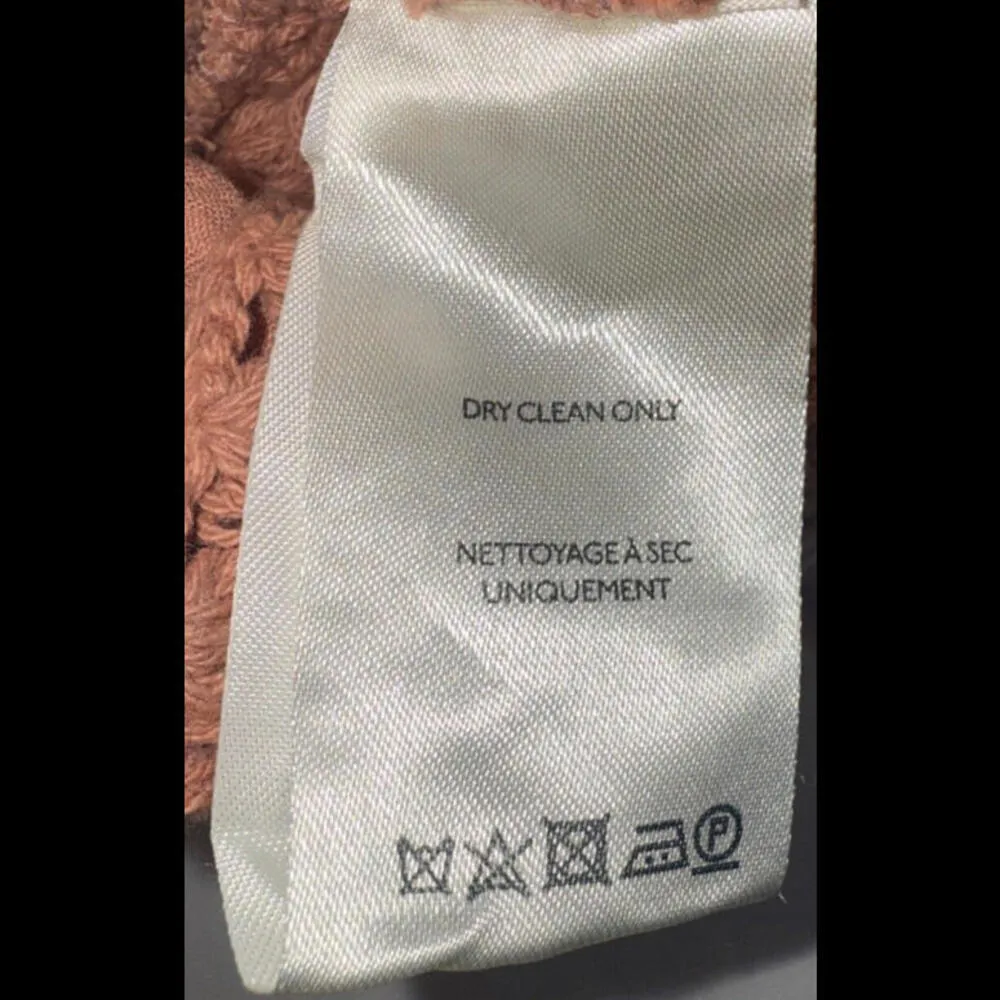 DRY CLEAN ONLY
NETTOYAGE À SEC
UNIQUEMENT
P